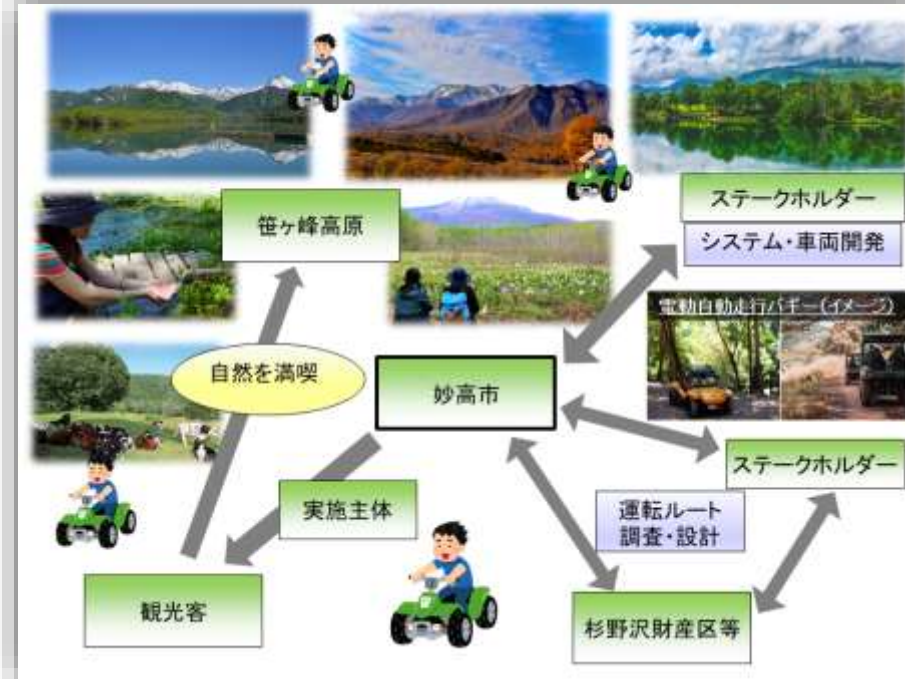 ステークホルダー
笹ヶ峰高原
システム・車両開発
電動自動走行バギー(イメージ)
自然を満喫
妙高市
ステークホルダー
実施主体
運転ルート
調査・設計
観光客
杉野沢財産区等